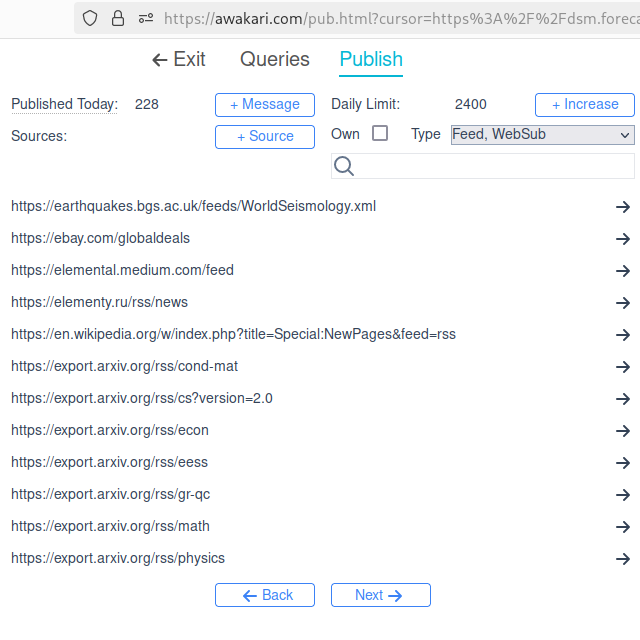 https://awakari.com/pub.html?cursor=https%3A%2F%2Fdsm.foreca
Exit Queries Publish
Published Today: 228 + Message Daily Limit: 2400 + Increase
Sources: + Source Own Type Feed, WebSub
https://earthquakes.bgs.ac.uk/feeds/WorldSeismology.xml
https://ebay.com/globaldeals
https://elemental.medium.com/feed
https://elementy.ru/rss/news
https://en.wikipedia.org/w/index.php?title=Special:NewPages&feed=rss
https://export.arxiv.org/rss/cond-mat
https://export.arxiv.org/rss/cs?version=2.0
https://export.arxiv.org/rss/econ
https://export.arxiv.org/rss/eess
https://export.arxiv.org/rss/gr-qc
https://export.arxiv.org/rss/math
https://export.arxiv.org/rss/physics
Back Next